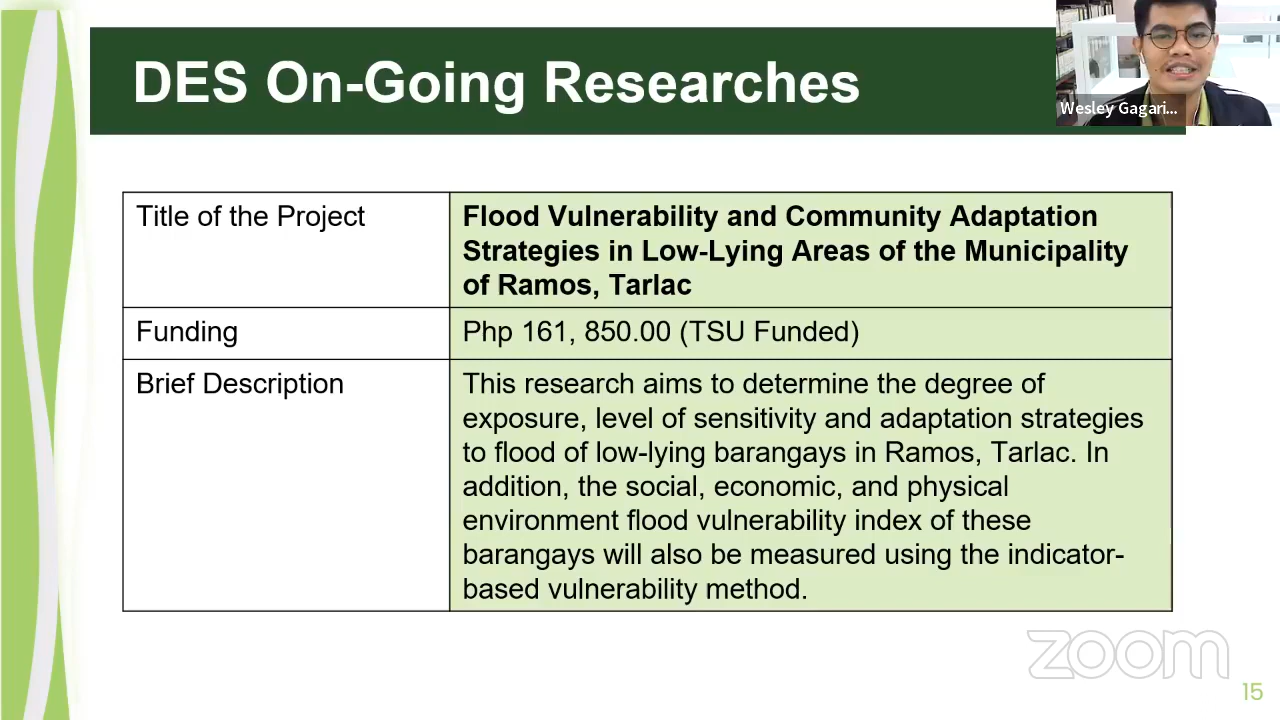 DES On-Going Researches
Wesley Gagari...
Title of the Project
Flood Vulnerability and Community Adaptation
Strategies in Low-Lying Areas of the Municipality
of Ramos, Tarlac
Funding
Php 161, 850.00 (TSU Funded)
Brief Description
This research aims to determine the degree of
exposure, level of sensitivity and adaptation strategies
to flood of low-lying barangays in Ramos, Tarlac. In
addition, the social, economic, and physical
environment flood vulnerability index of these
barangays will also be measured using the indicator-
based vulnerability method.
zoom
15